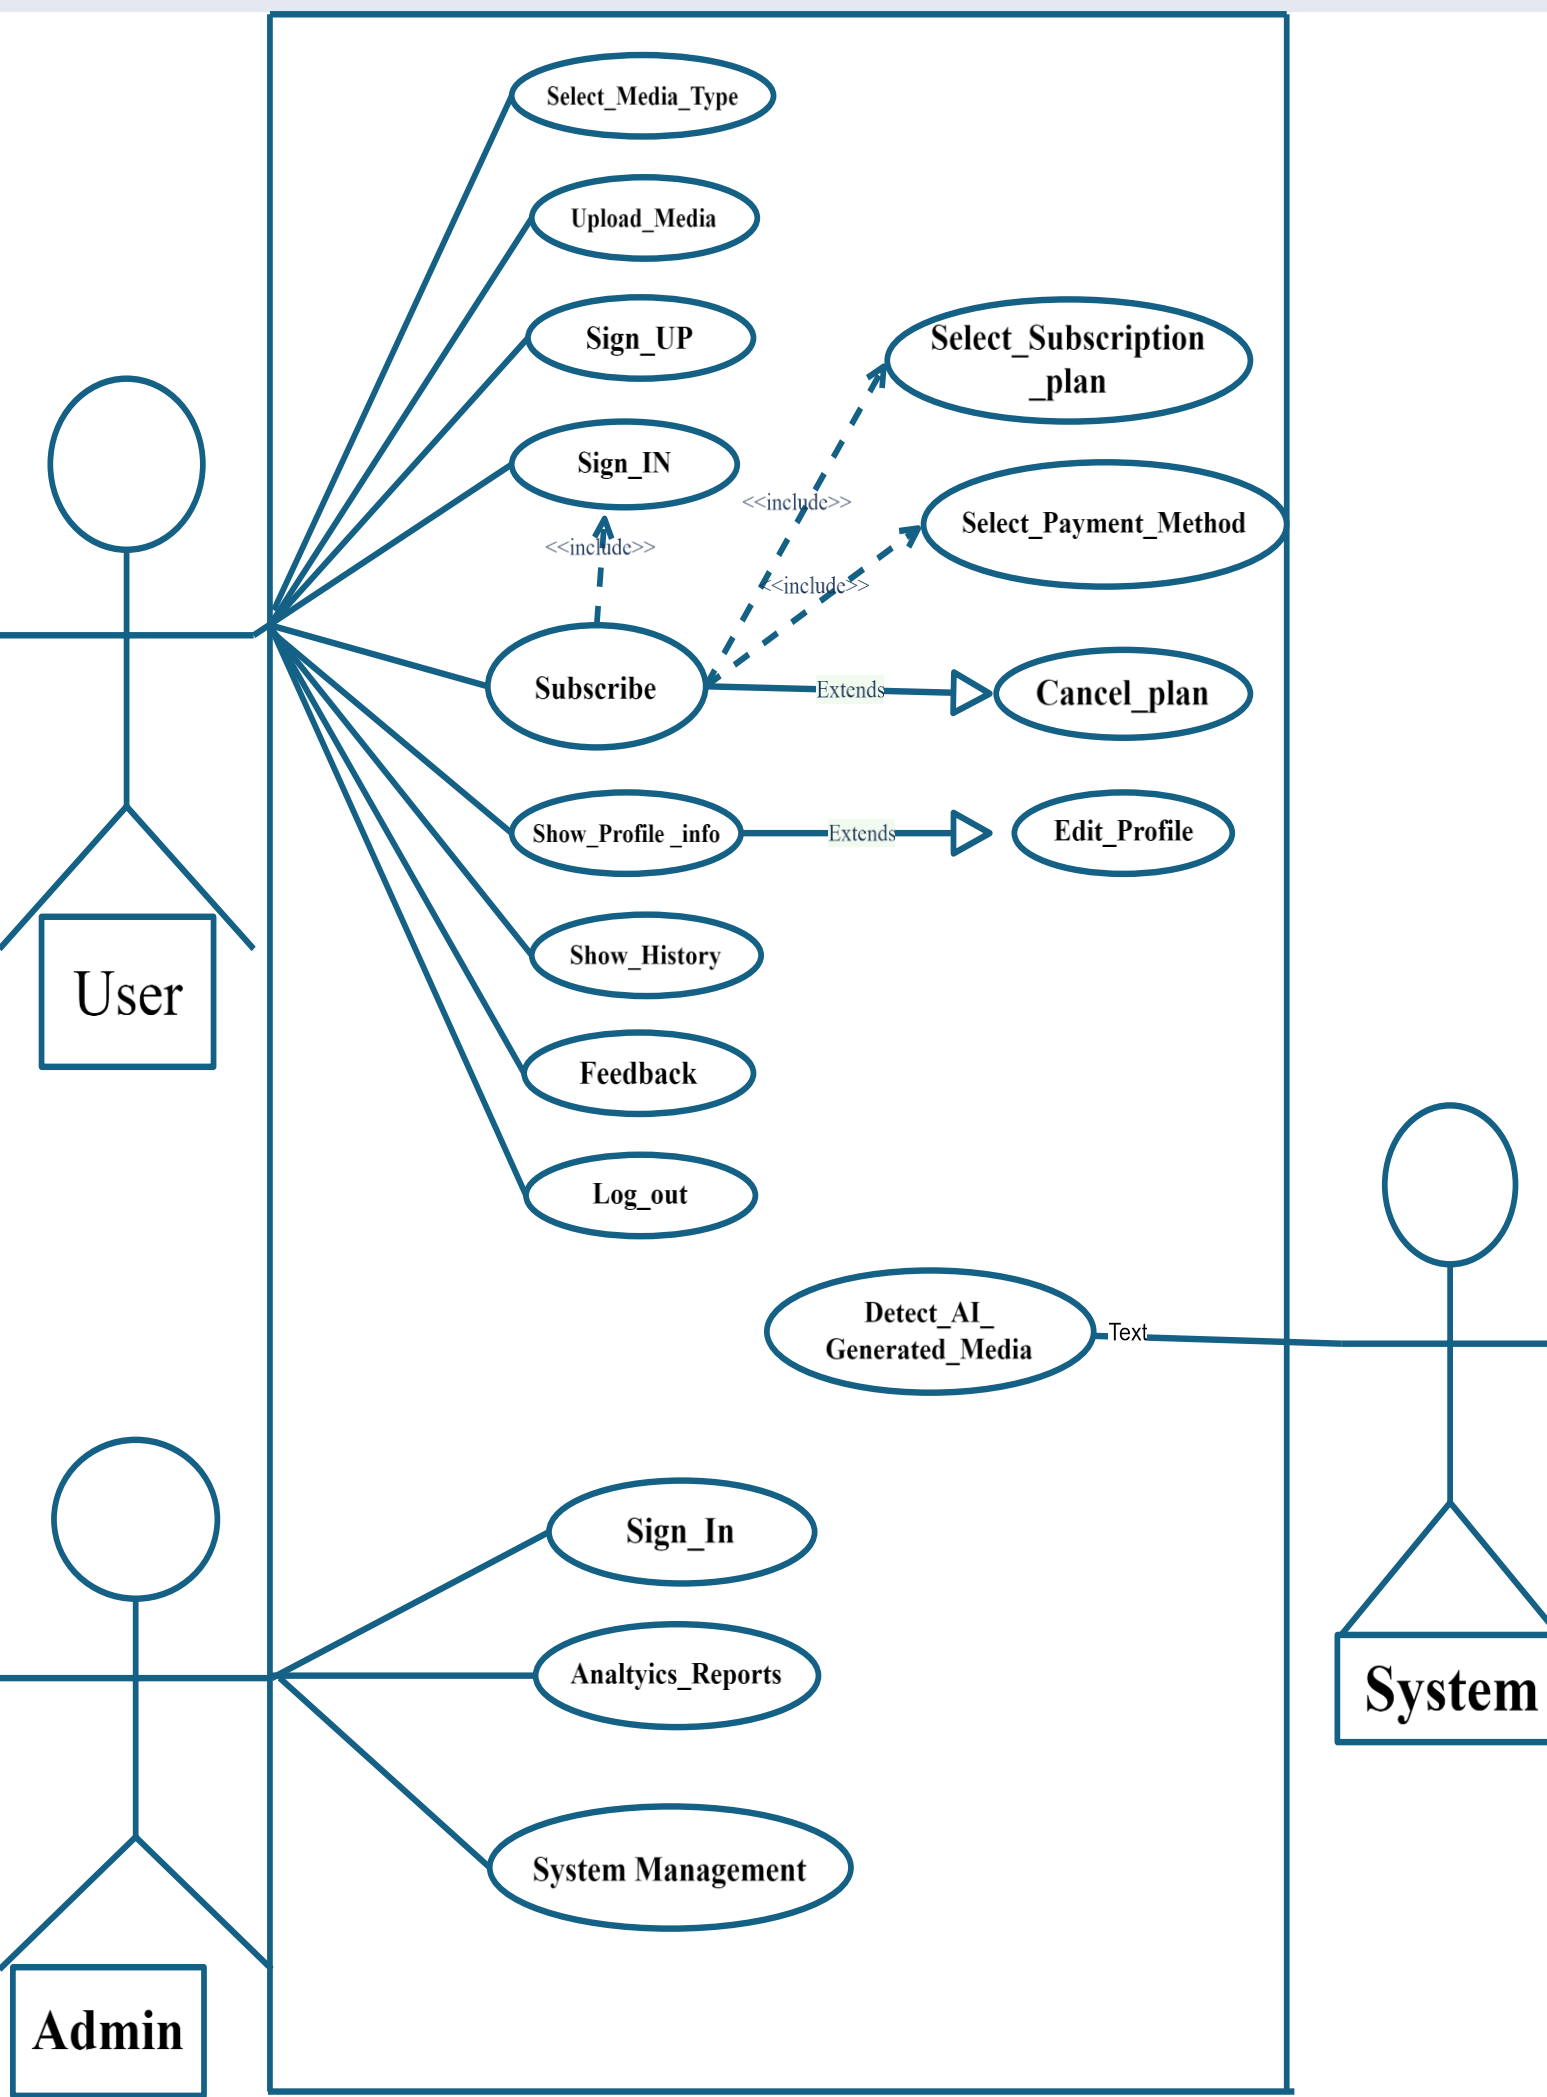 Select_Media_Type
Upload_Media
Sign_UP
Select_Subscription
_plan
Sign_IN
<<include>>
Select_Payment_Method
<<include>>
<<include>>
Subscribe
Extends
Cancel_plan
Show_Profile _info
Extends
Edit_Profile
Show_History
User
Feedback
Log_out
Detect_AI_
Generated_Media
Text
Sign_In
Analtyics_Reports
System
System Management
Admin